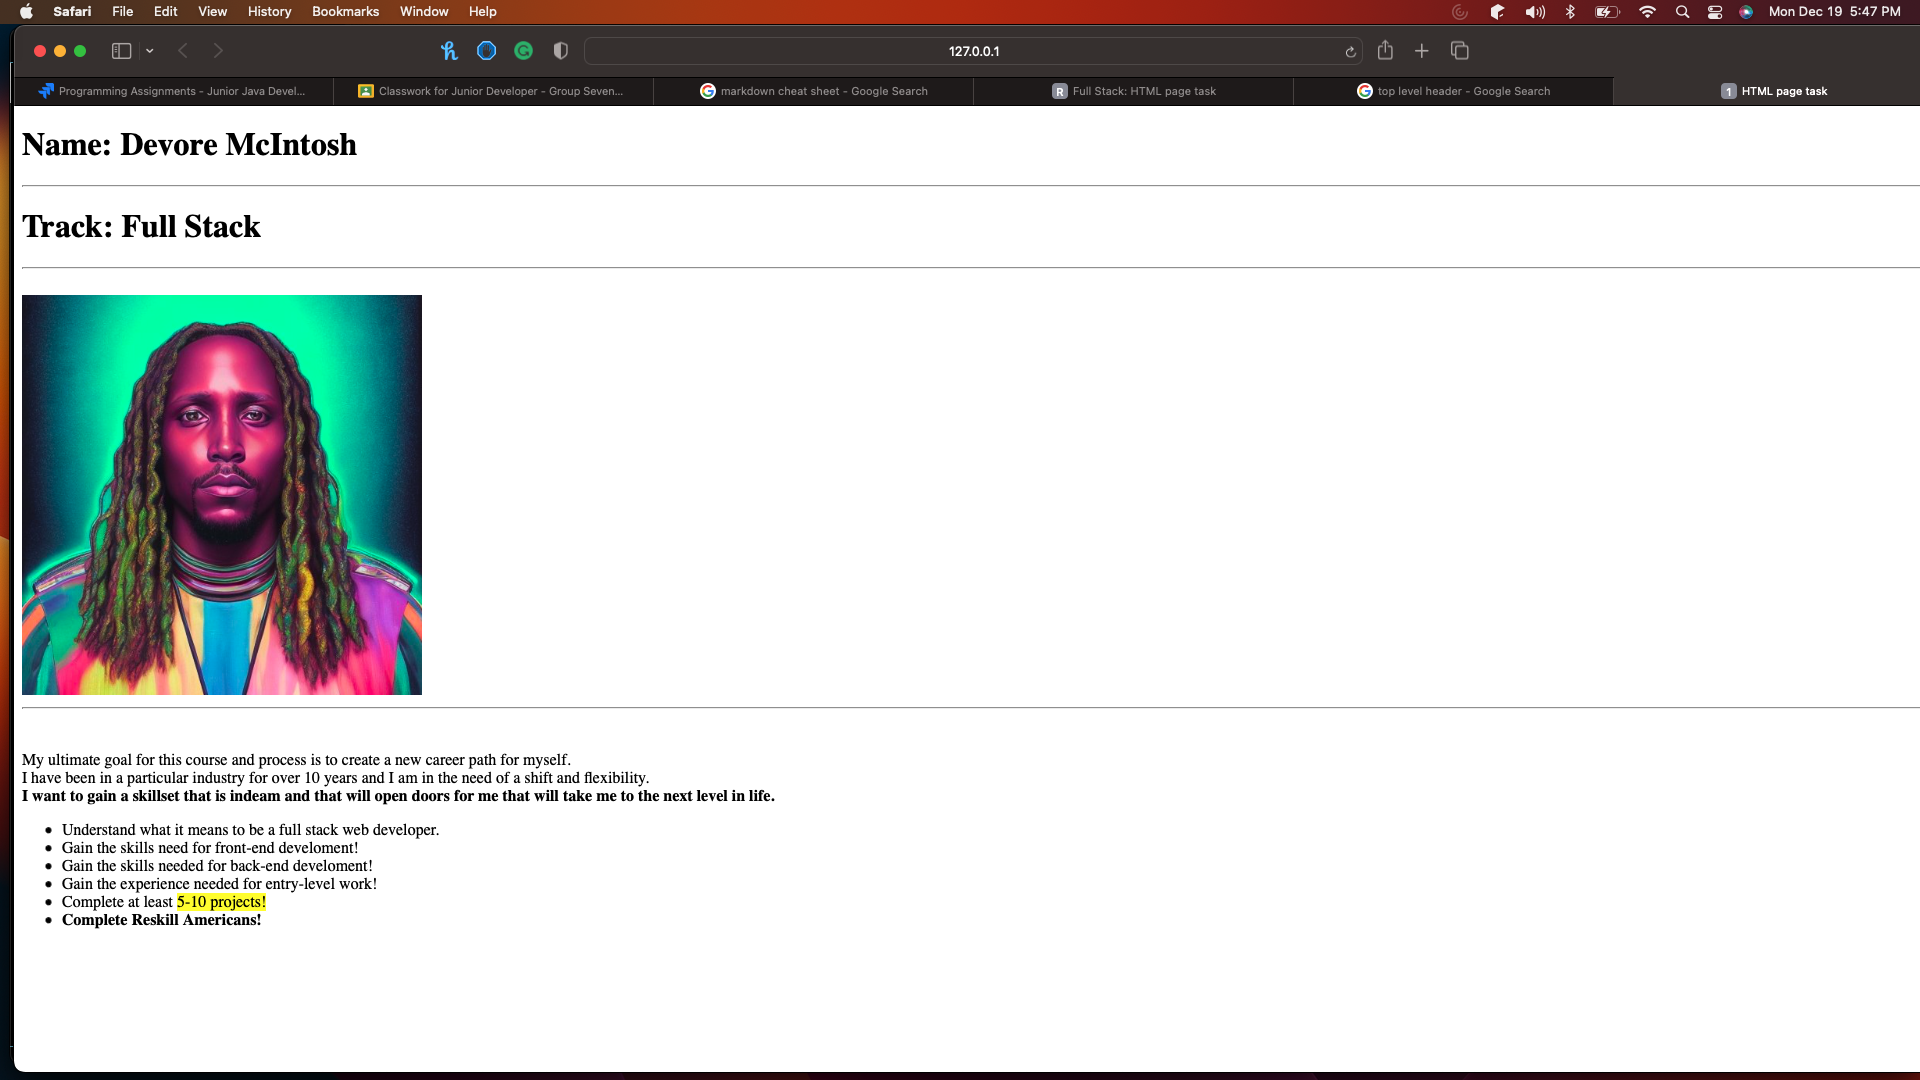 Safari File Edit View History Bookmarks Window Help Mon Dec 19 5:47 PM
127.0.0.1
Programming Assignments - Junior Java Devel... Classwork for Junior Developer - Group Seven... markdown cheat sheet - Google Search R Full Stack: HTML page task top level header - Google Search 1 HTML page task
Name: Devore McIntosh
Track: Full Stack
My ultimate goal for this course and process is to create a new career path for myself.
I have been in a particular industry for over 10 years and I am in the need of a shift and flexibility.
I want to gain a skillset that is indeam and that will open doors for me that will take me to the next level in life.
• Understand what it means to be a full stack web developer.
• Gain the skills need for front-end develoment!
• Gain the skills needed for back-end develoment!
• Gain the experience needed for entry-level work!
• Complete at least 5-10 projects!
• Complete Reskill Americans!